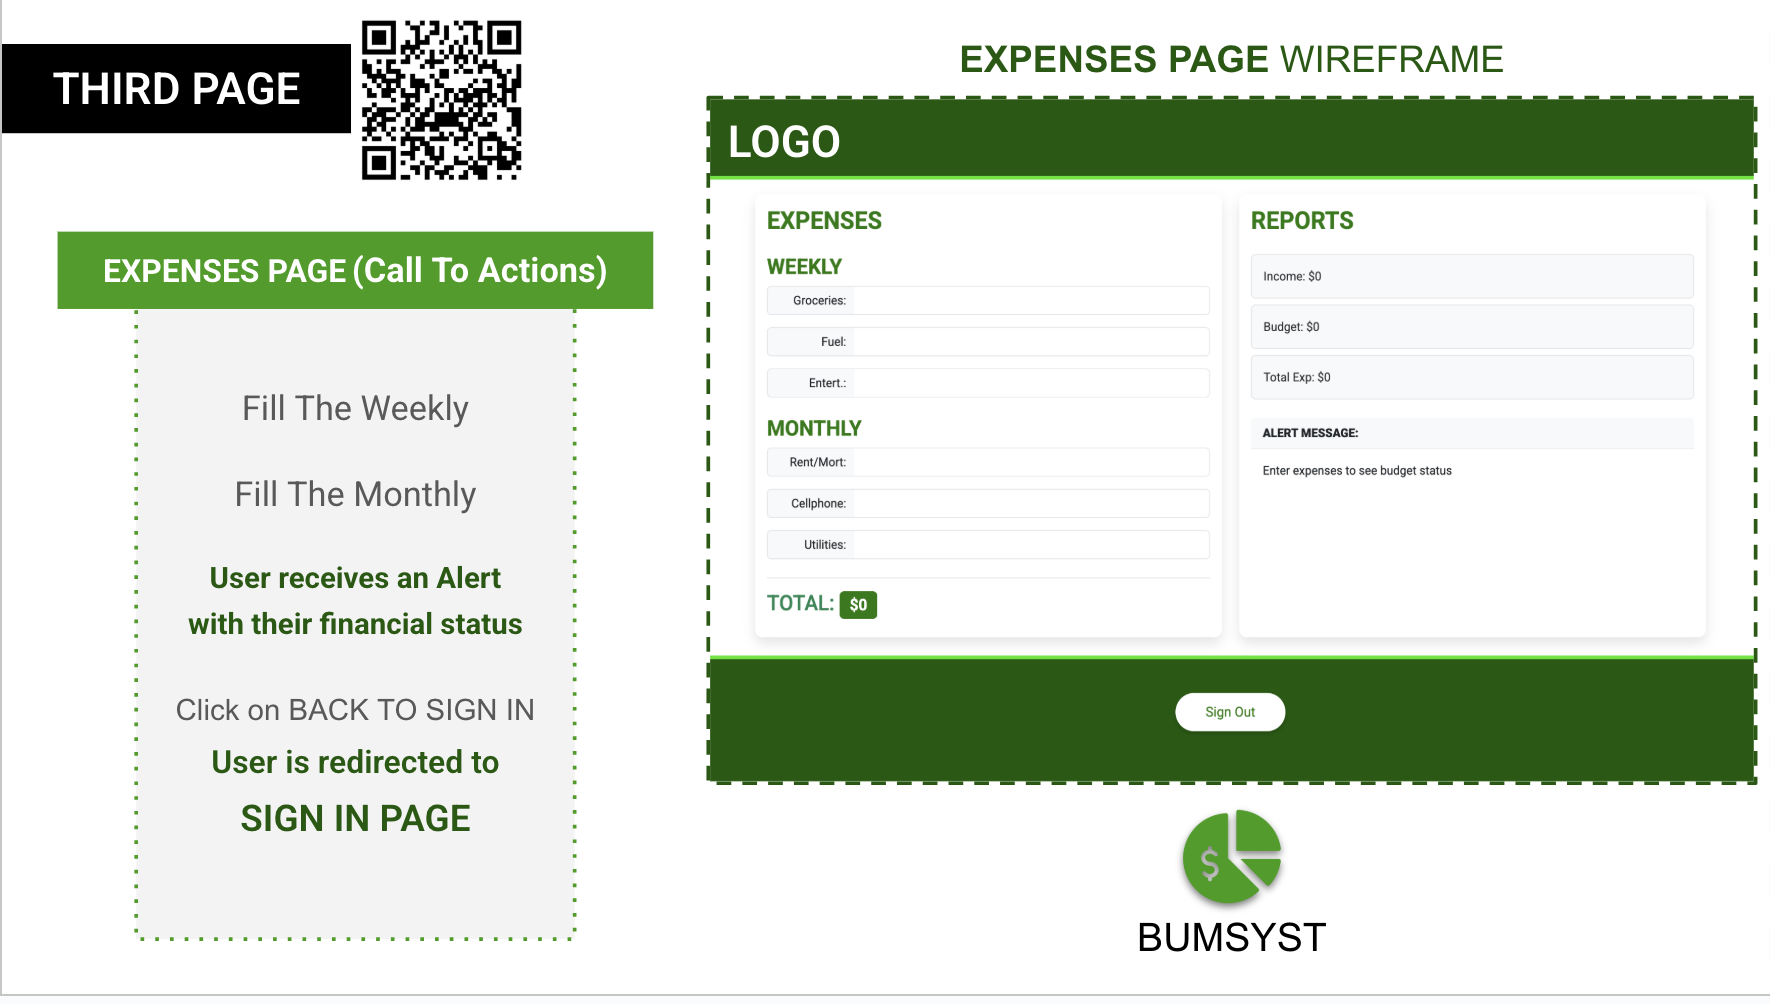 THIRD PAGE
EXPENSES PAGE (Call To Actions)
Fill The Weekly
Fill The Monthly
User receives an Alert
with their financial status
Click on BACK TO SIGN IN
User is redirected to
SIGN IN PAGE
EXPENSES PAGE WIREFRAME
LOGO
EXPENSES
WEEKLY
Groceries:
Fuel:
Entert.:
MONTHLY
Rent/Mort:
Cellphone:
Utilities:
TOTAL: $0
REPORTS
Income: $0
Budget: $0
Total Exp: $0
ALERT MESSAGE:
Enter expenses to see budget status
Sign Out
$
BUMSYST